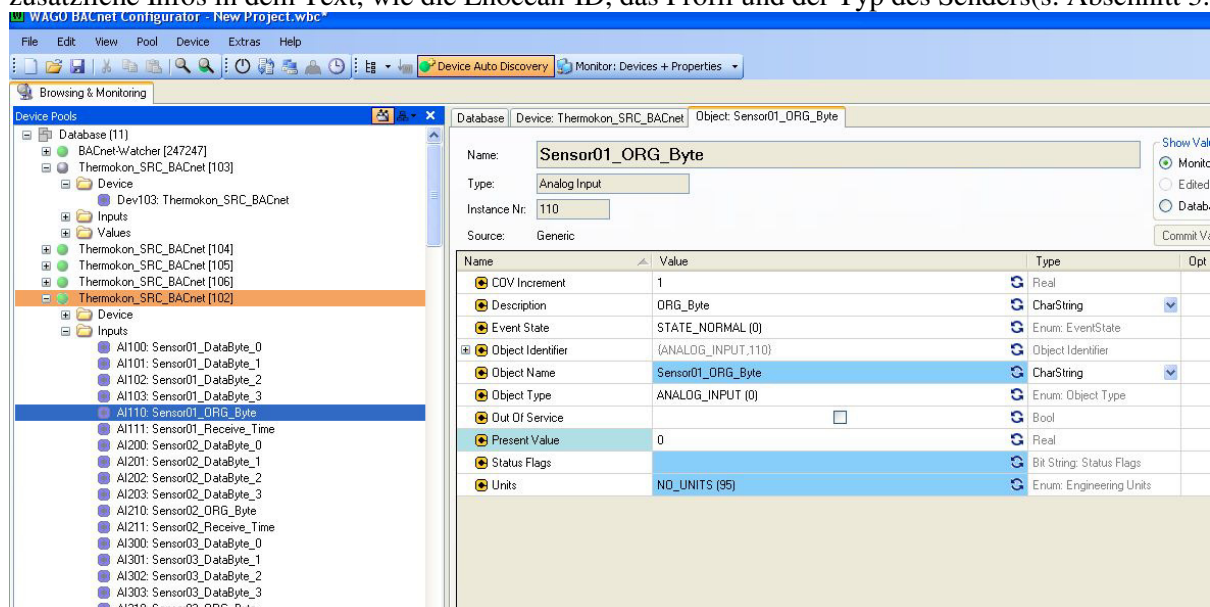 zusätzliche Infos in dem Text, wie die Enocean-ID, das Profil und der Typ des Senders(s. Abschnitt 3.
WAGO BACnet Configurator - New Project.wbc*
File Edit View Pool Device Extras Help
Device Auto Discovery Monitor: Devices + Properties
Browsing & Monitoring
Device Pools
Database (11)
BACnet-Watcher [247247]
Thermokon_SRC_BACnet [103]
Device
Dev103: Thermokon_SRC_BACnet
Inputs
Values
Thermokon_SRC_BACnet [104]
Thermokon_SRC_BACnet [105]
Thermokon_SRC_BACnet [106]
Thermokon_SRC_BACnet [102]
Device
Inputs
AI100: Sensor01_DataByte_0
AI101: Sensor01_DataByte_1
AI102: Sensor01_DataByte_2
AI103: Sensor01_DataByte_3
AI110: Sensor01_ORG_Byte
AI111: Sensor01_Receive_Time
AI200: Sensor02_DataByte_0
AI201: Sensor02_DataByte_1
AI202: Sensor02_DataByte_2
AI203: Sensor02_DataByte_3
AI210: Sensor02_ORG_Byte
AI211: Sensor02_Receive_Time
AI300: Sensor03_DataByte_0
AI301: Sensor03_DataByte_1
AI302: Sensor03_DataByte_2
AI303: Sensor03_DataByte_3
Database Device: Thermokon_SRC_BACnet Object: Sensor01_ORG_Byte
Name: Sensor01_ORG_Byte
Type: Analog Input
Instance Nr: 110
Source: Generic
Show Val
Monito
Edited
Datab
Commit Va
Name Value Type Opt
COV Increment 1 Real
Description ORG_Byte CharString
Event State STATE_NORMAL (0) Enum: EventState
Object Identifier {ANALOG_INPUT,110} Object Identifier
Object Name Sensor01_ORG_Byte CharString
Object Type ANALOG_INPUT (0) Enum: Object Type
Out Of Service Bool
Present Value 0 Real
Status Flags Bit String: Status Flags
Units NO_UNITS (95) Enum: Engineering Units